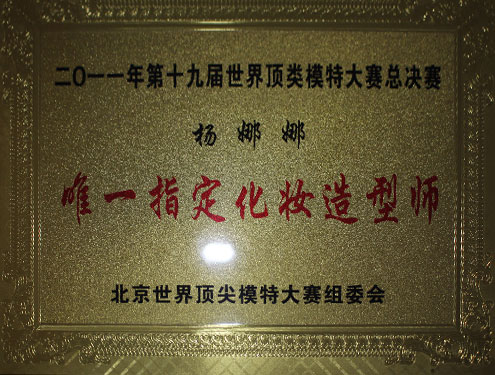 二〇一一年第十九届世界顶类模特大赛总决赛
杨娜娜
唯一指定化妆造型师
北京世界顶尖模特大赛组委会